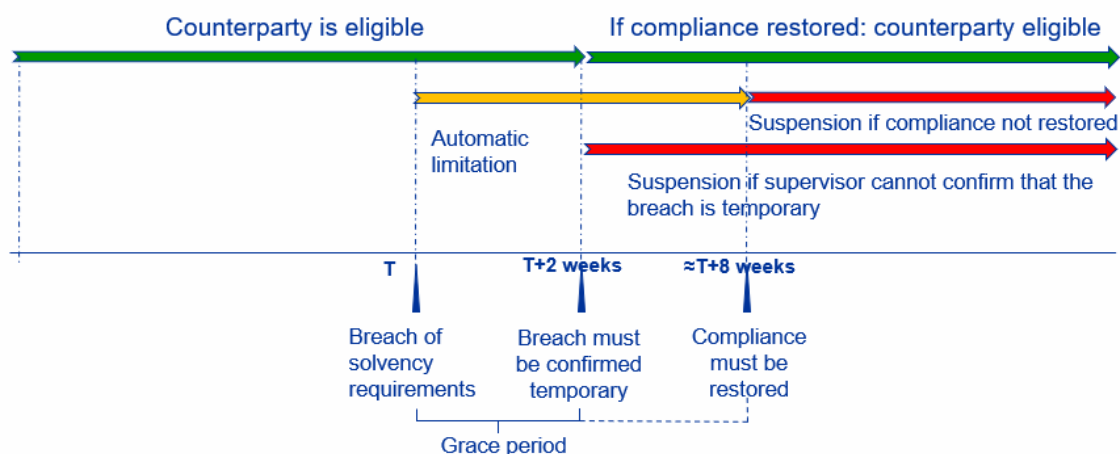 Counterparty is eligible
If compliance restored: counterparty eligible
Automatic
limitation
Suspension if compliance not restored
Suspension if supervisor cannot confirm that the
breach is temporary
T
T+2 weeks
≈T+8 weeks
Breach of
solvency
requirements
Breach must
be confirmed
temporary
Compliance
must be
restored
Grace period